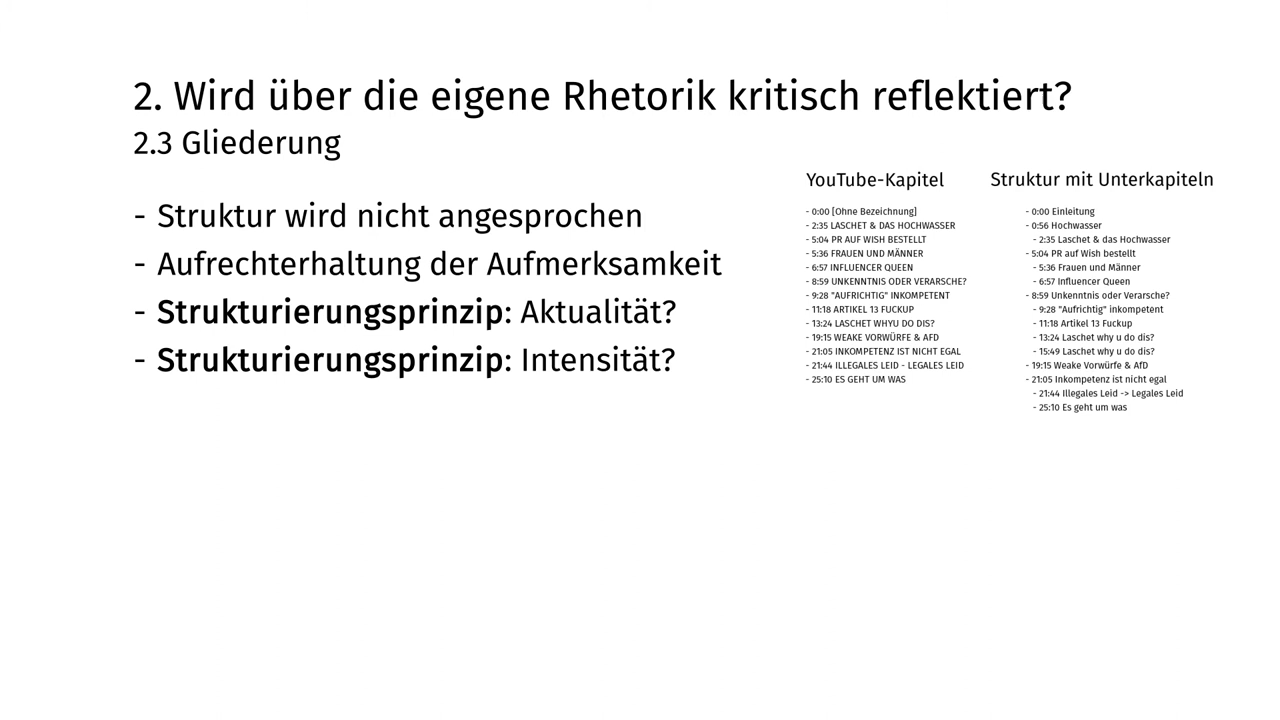 2. Wird über die eigene Rhetorik kritisch reflektiert?
2.3 Gliederung
- Struktur wird nicht angesprochen
- Aufrechterhaltung der Aufmerksamkeit
- Strukturierungsprinzip: Aktualität?
- Strukturierungsprinzip: Intensität?
YouTube-Kapitel
- 0:00 [Ohne Bezeichnung]
- 2:35 LASCHET & DAS HOCHWASSER
- 5:04 PR AUF WISH BESTELLT
- 5:36 FRAUEN UND MÄNNER
- 6:57 INFLUENCER QUEEN
- 8:59 UNKENNTNIS ODER VERARSCHE?
- 9:28 "AUFRICHTIG" INKOMPETENT
- 11:18 ARTIKEL 13 FUCKUP
- 13:24 LASCHET WHYU DO DIS?
- 19:15 WEAKE VORWÜRFE & AFD
- 21:05 INKOMPETENZ IST NICHT EGAL
- 21:44 ILLEGALES LEID - LEGALES LEID
- 25:10 ES GEHT UM WAS
Struktur mit Unterkapiteln
- 0:00 Einleitung
- 0:56 Hochwasser
- 2:35 Laschet & das Hochwasser
- 5:04 PR auf Wish bestellt
- 5:36 Frauen und Männer
- 6:57 Influencer Queen
- 8:59 Unkenntnis oder Verarsche?
- 9:28 "Aufrichtig" inkompetent
- 11:18 Artikel 13 Fuckup
- 13:24 Laschet why u do dis?
- 15:49 Laschet why u do dis?
- 19:15 Weake Vorwürfe & AfD
- 21:05 Inkompetenz ist nicht egal
- 21:44 Illegales Leid -> Legales Leid
- 25:10 Es geht um was